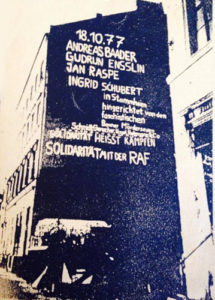 18.10.77
ANDREAS BAADER
GUDRUN ENSSLIN
JAN RASPE
INGRID SCHUBERT
in Stammheim
hingerichtet von den
faschistischen
Bonner
SOLIDARITÄT HEISST KÄMPFEN
SOLIDARITÄT MIT DER RAF